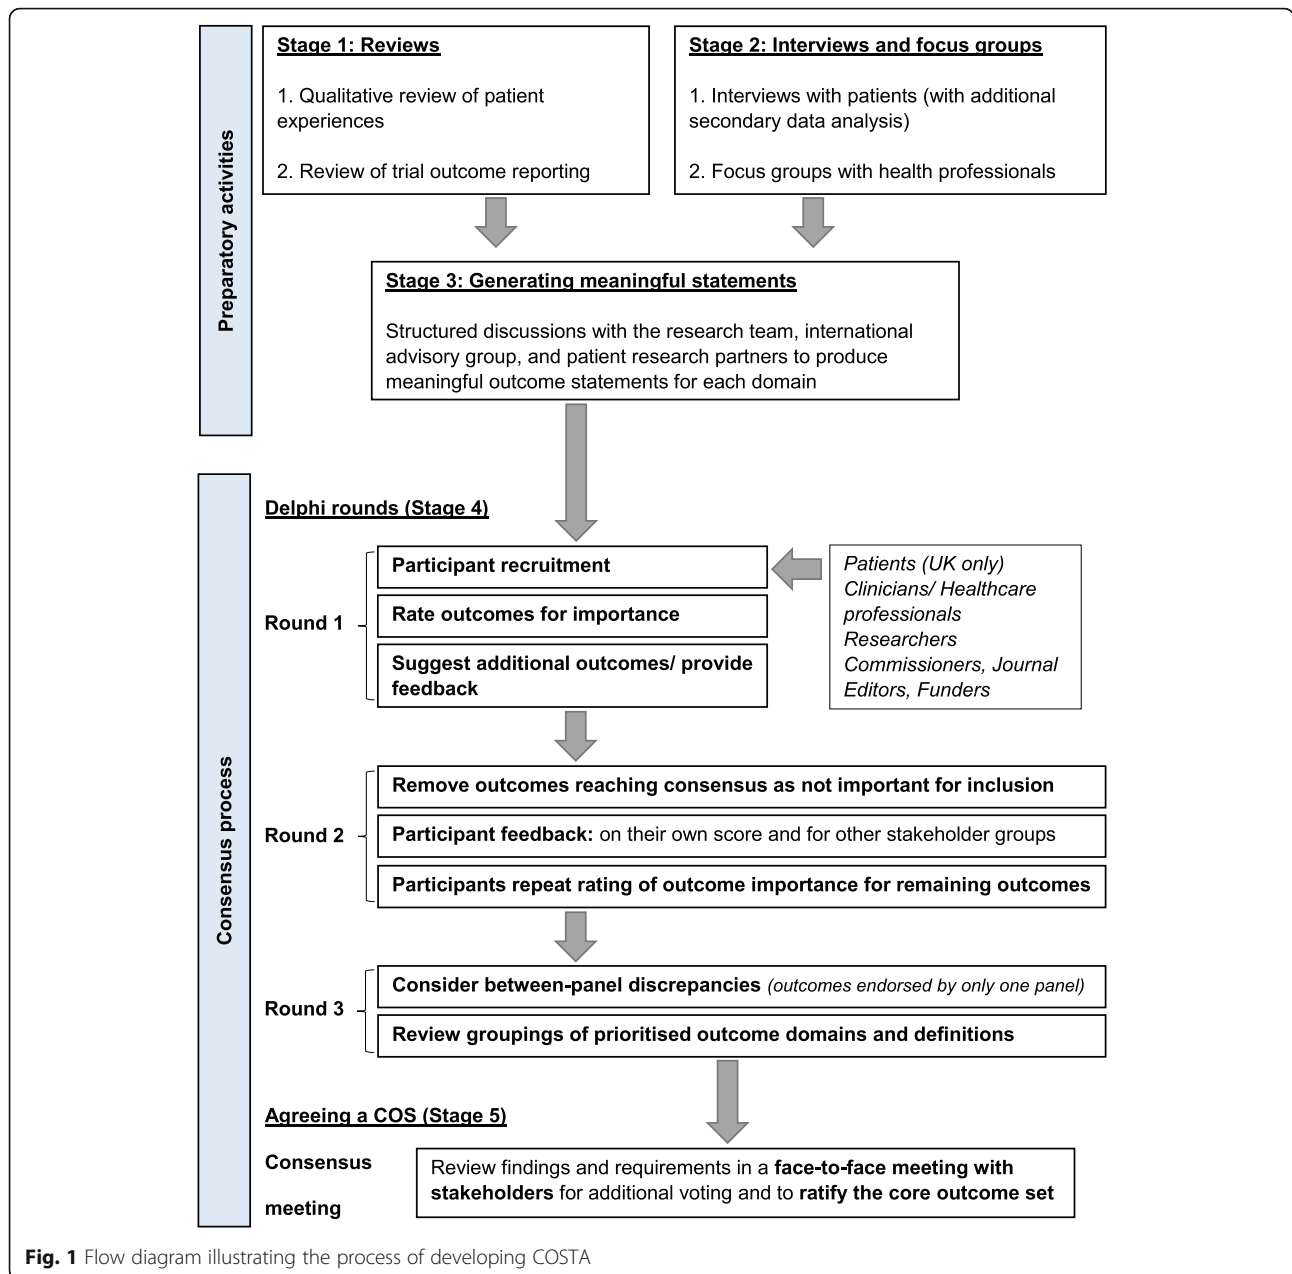 Preparatory activities
Stage 1: Reviews
1. Qualitative review of patient
experiences
2. Review of trial outcome reporting
Stage 2: Interviews and focus groups
1. Interviews with patients (with additional
secondary data analysis)
2. Focus groups with health professionals
Stage 3: Generating meaningful statements
Structured discussions with the research team, international
advisory group, and patient research partners to produce
meaningful outcome statements for each domain
Consensus process
Delphi rounds (Stage 4)
Round 1
Participant recruitment
Rate outcomes for importance
Suggest additional outcomes/ provide
feedback
Patients (UK only)
Clinicians/ Healthcare
professionals
Researchers
Commissioners, Journal
Editors, Funders
Round 2
Remove outcomes reaching consensus as not important for inclusion
Participant feedback: on their own score and for other stakeholder groups
Participants repeat rating of outcome importance for remaining outcomes
Round 3
Consider between-panel discrepancies (outcomes endorsed by only one panel)
Review groupings of prioritised outcome domains and definitions
Agreeing a COS (Stage 5)
Consensus
meeting
Review findings and requirements in a face-to-face meeting with
stakeholders for additional voting and to ratify the core outcome set
Fig. 1 Flow diagram illustrating the process of developing COSTA